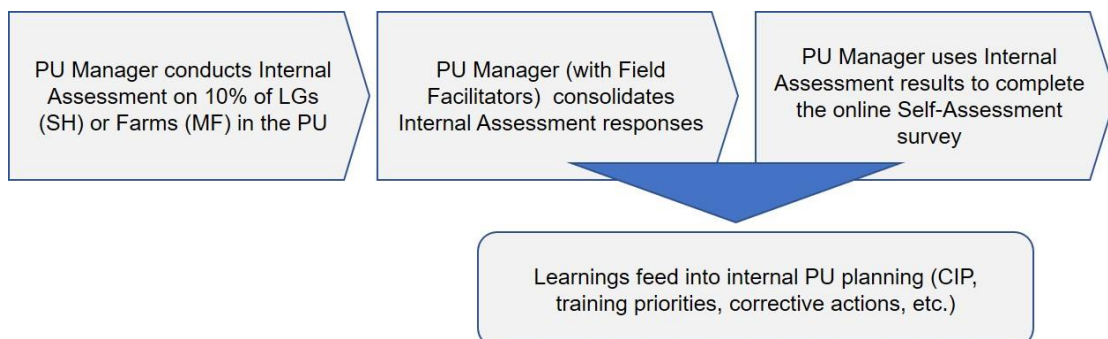 PU Manager conducts Internal
Assessment on 10% of LGs
(SH) or Farms (MF) in the PU
PU Manager (with Field
Facilitators) consolidates
Internal Assessment responses
PU Manager uses Internal
Assessment results to complete
the online Self-Assessment
survey
Learnings feed into internal PU planning (CIP,
training priorities, corrective actions, etc.)